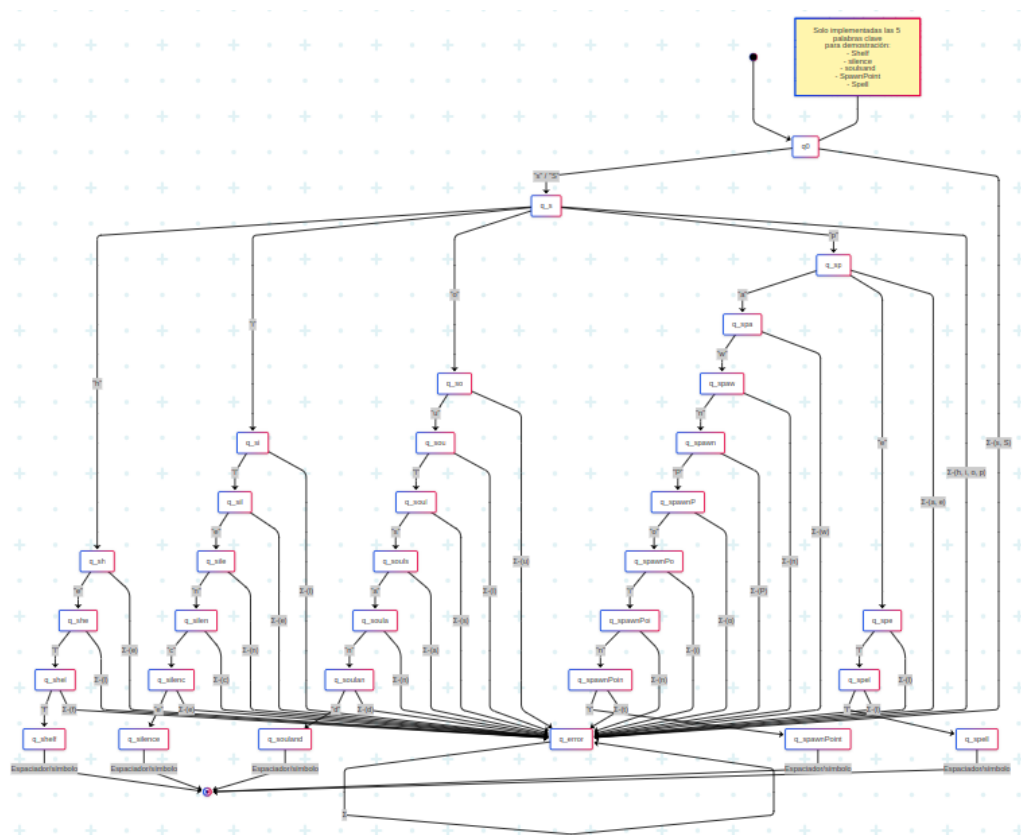 Solo implementadas las 5
palabras clave
para demostración:
- Shelf
- silence
- soulsand
- SpawnPoint
- Spell
q0
"s" / "S
q_s
"p"
q_sp
"h"
"i"
"o"
"a"
q_spa
"w"
q_so
q_spaw
"u"
"n"
q_si
q_sou
q_spawn
"e"
Σ-{s, S}
"l"
"l"
"P"
Σ-{h, i, o, p}
q_sil
q_soul
q_spawnP
Σ-{a, e}
"e"
"s"
"o"
Σ-{w}
q_sh
q_sile
q_souls
q_spawnPo
Σ-{u}
Σ-{n}
"e"
"n"
"a"
"i"
Σ-{l}
Σ-{l}
Σ-{P}
q_she
q_silen
q_soula
q_spawnPoi
q_spe
Σ-{e}
Σ-{s}
Σ-{o}
"l"
Σ-{e}
"c"
Σ-{n}
"n"
Σ-{a}
"n"
Σ-{i}
"l"
q_shel
Σ-{l}
q_silenc
Σ-{c}
q_soulan
Σ-{n}
q_spawnPoin
Σ-{n}
q_spel
Σ-{l}
"f"
Σ-{f}
"e"
Σ-{e}
"d"
Σ-{d}
"t"
Σ-{t}
"l"
Σ-{l}
q_shelf
q_silence
q_souland
q_error
q_spawnPoint
q_spell
Espaciador/símbolo
Espaciador/símbolo
Espaciador/símbolo
Espaciador/símbolo
Espaciador/símbolo
Σ